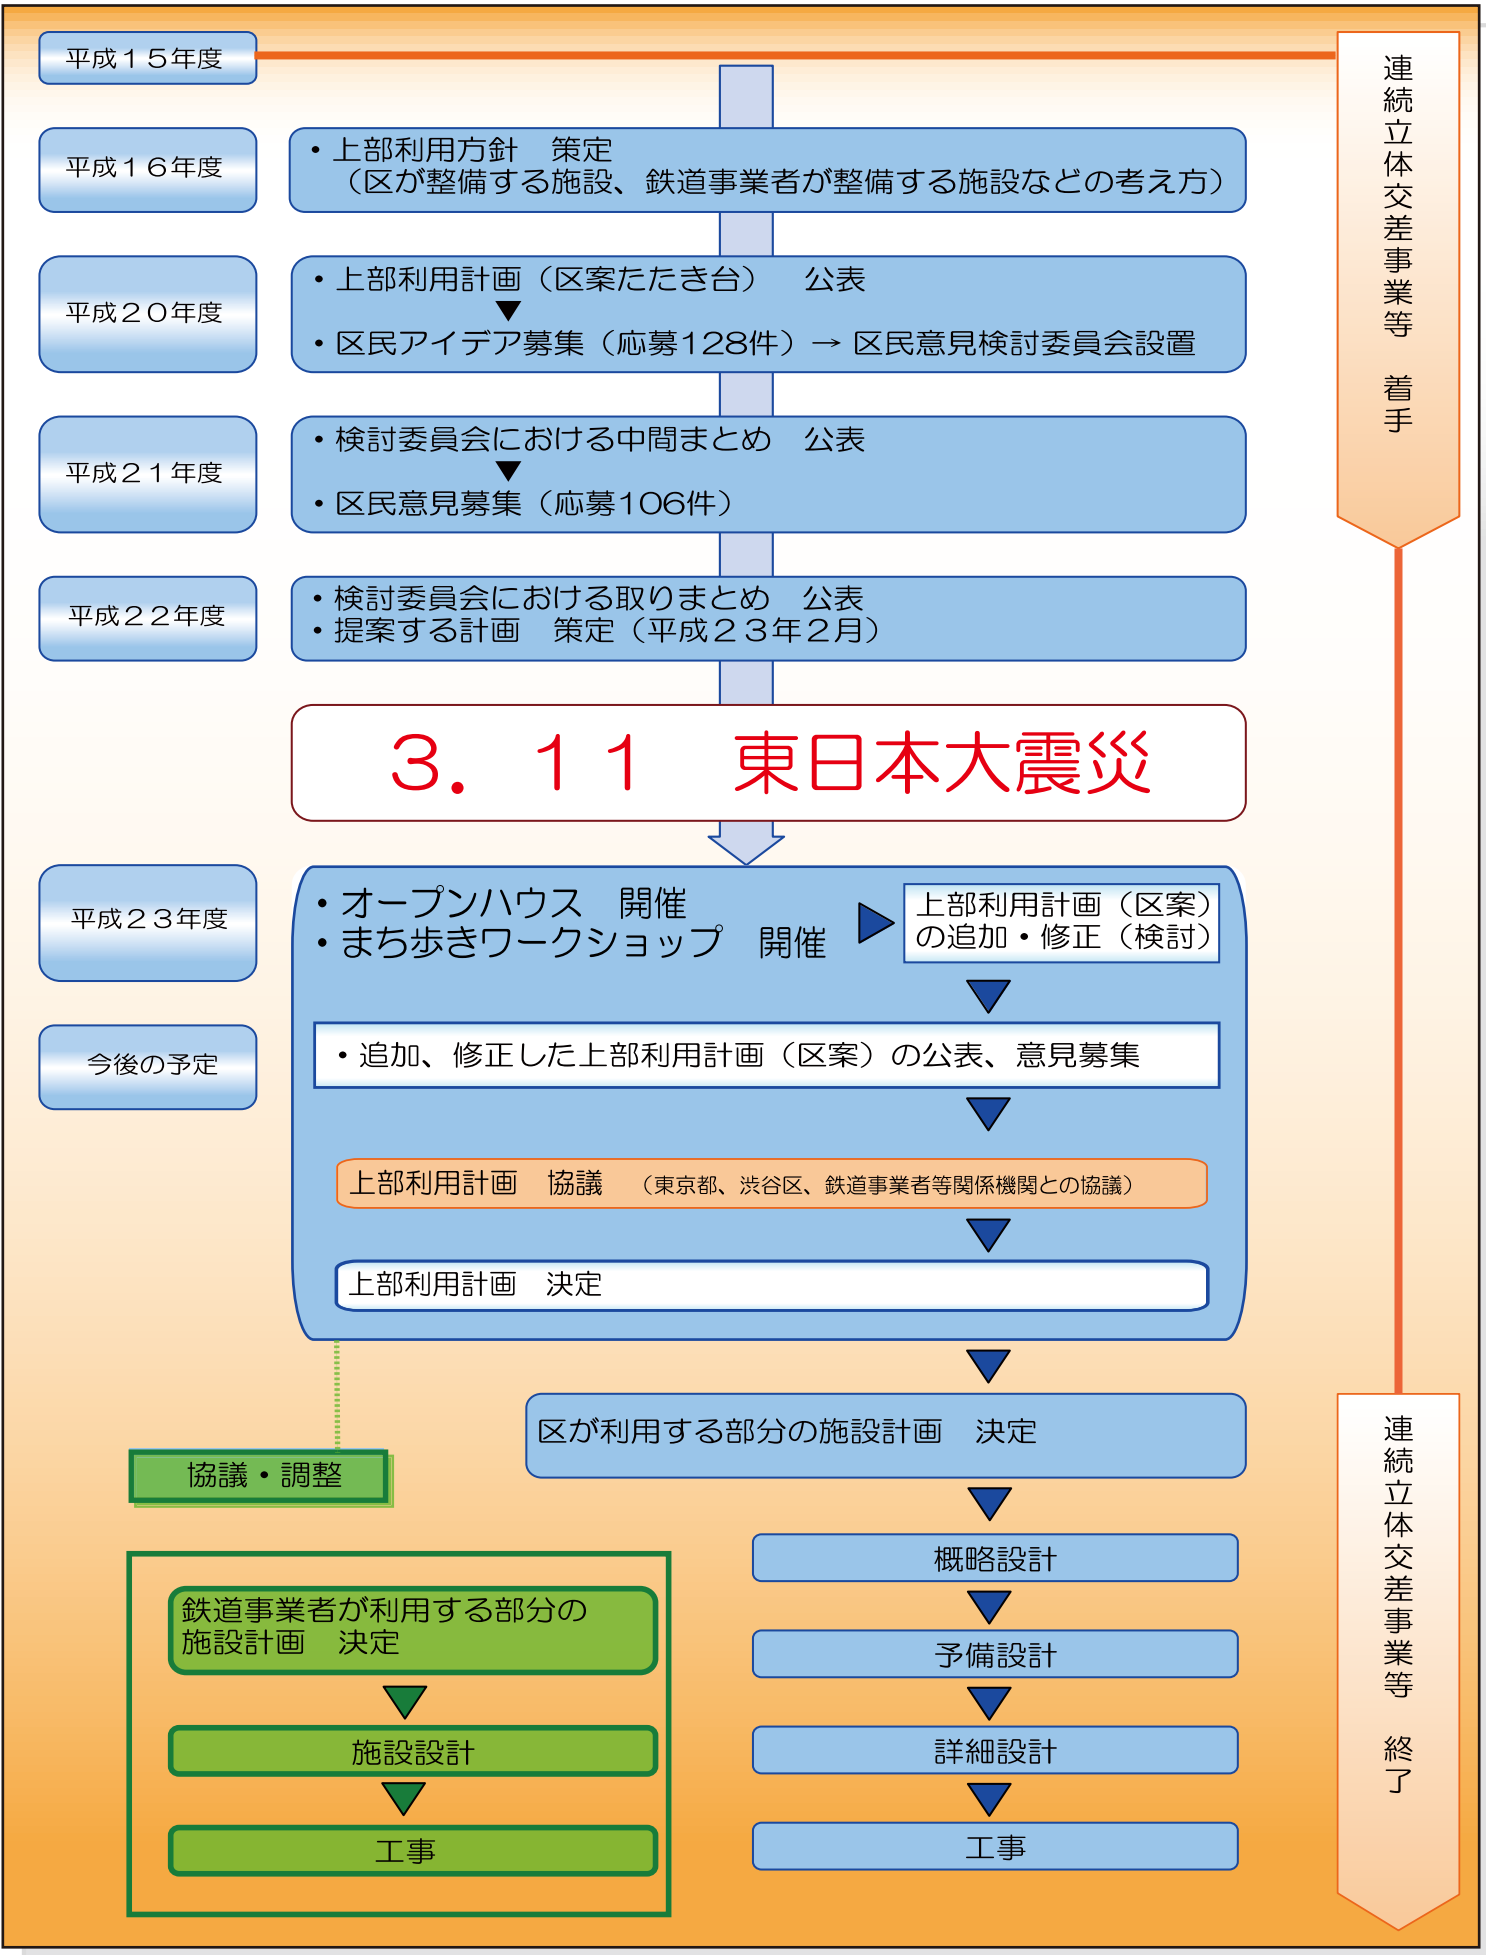 平成１５年度
連続立体交差事業等　着手
平成１６年度
・上部利用方針　策定
（区が整備する施設、鉄道事業者が整備する施設などの考え方）
平成２０年度
・上部利用計画（区案たたき台）　公表
▼
・区民アイデア募集（応募128件）→ 区民意見検討委員会設置
平成２１年度
・検討委員会における中間まとめ　公表
▼
・区民意見募集（応募106件）
平成２２年度
・検討委員会における取りまとめ　公表
・提案する計画　策定（平成２３年２月）
３．１１　東日本大震災
平成２３年度
・オープンハウス　開催
・まち歩きワークショップ　開催
上部利用計画（区案）
の追加・修正（検討）
今後の予定
・追加、修正した上部利用計画（区案）の公表、意見募集
上部利用計画　協議　（東京都、渋谷区、鉄道事業者等関係機関との協議）
上部利用計画　決定
区が利用する部分の施設計画　決定
協議・調整
概略設計
予備設計
詳細設計
工事
鉄道事業者が利用する部分の
施設計画　決定
施設設計
工事
連続立体交差事業等　終了